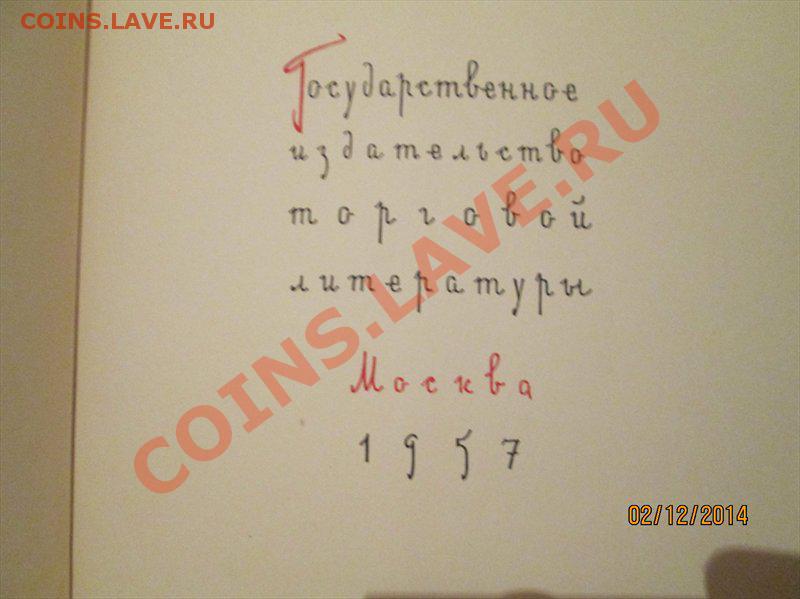 COINS.LAVE.RU
Государственное
издательство
торговой
литературы
Москва
1957
COINS.LAVE.RU
02/12/2014